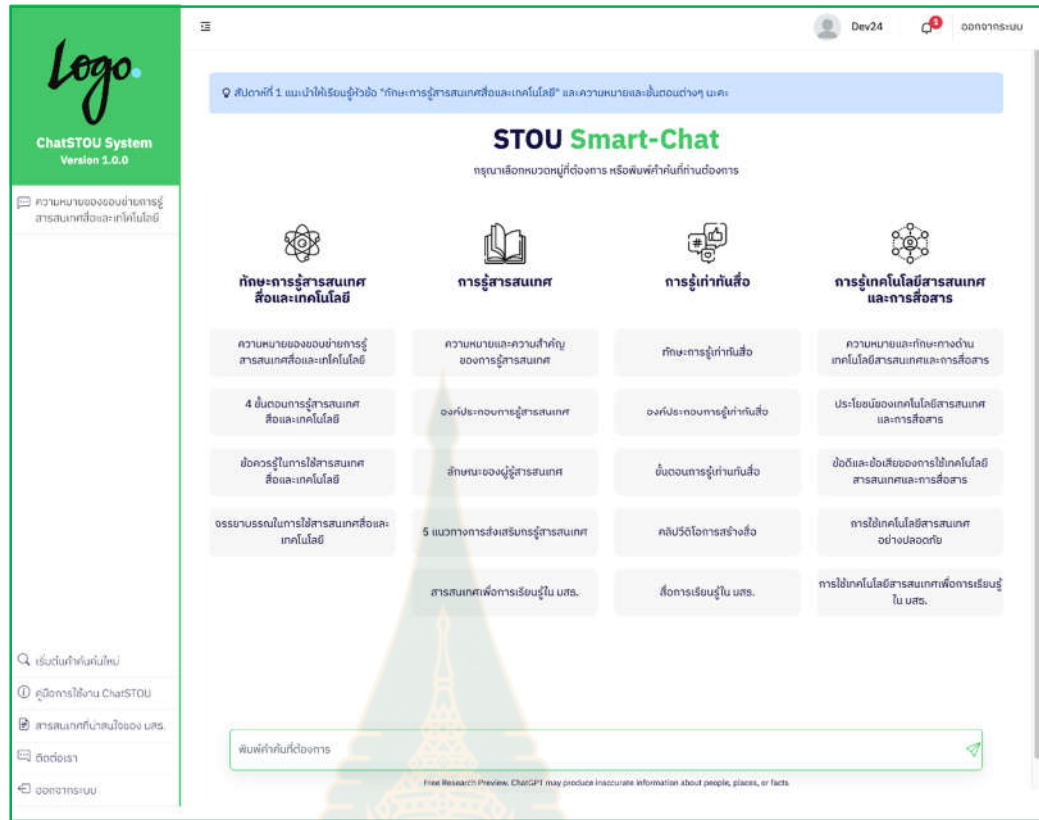 Dev24
1
ออกจากระบบ
Logo.
ChatSTOU System
Version 1.0.0
ความหมายของขอบข่ายการรู้
สารสนเทศสื่อและเทโคโนโลยี
สัปดาห์ที่ 1 แนะนำให้เรียนรู้หัวข้อ "ทักษะการรู้สารสนเทศสื่อและเทคโนโลยี" และความหมายและขั้นตอนต่างๆ นะคะ
STOU Smart-Chat
กรุณาเลือกหมวดหมู่ที่ต้องการ หรือพิมพ์คำค้นที่ท่านต้องการ
ทักษะการรู้สารสนเทศ
สื่อและเทคโนโลยี
ความหมายของขอบข่ายการรู้
สารสนเทศสื่อและเทโคโนโลยี
4 ขั้นตอนการรู้สารสนเทศ
สื่อและเทคโนโลยี
ข้อควรรู้ในการใช้สารสนเทศ
สื่อและเทคโนโลยี
จรรยาบรรณในการใช้สารสนเทศสื่อและ
เทคโนโลยี
การรู้สารสนเทศ
ความหมายและความสำคัญ
ของการรู้สารสนเทศ
องค์ประกอบการรู้สารสนเทศ
ลักษณะของผู้รู้สารสนเทศ
5 แนวทางการส่งเสริมกรรู้สารสนเทศ
สารสนเทศเพื่อการเรียนรู้ใน มสธ.
การรู้เท่าทันสื่อ
ทักษะการรู้เท่าทันสื่อ
องค์ประกอบการรู้เท่าทันสื่อ
ขั้นตอนการรู้เท่าทันสื่อ
คลิปวีดิโอการสร้างสื่อ
สื่อการเรียนรู้ใน มสธ.
การรู้เทคโนโลยีสารสนเทศ
และการสื่อสาร
ความหมายและทักษะทางด้าน
เทคโนโลยีสารสนเทศและการสื่อสาร
ประโยชน์ของเทคโนโลยีสารสนเทศ
และการสื่อสาร
ข้อดีและข้อเสียของการใช้เทคโนโลยี
สารสนเทศและการสื่อสาร
การใช้เทคโนโลยีสารสนเทศ
อย่างปลอดภัย
การใช้เทคโนโลยีสารสนเทศเพื่อการเรียนรู้
ใน มสธ.
เริ่มต้นคำค้นค้นใหม่
คู่มือการใช้งาน ChatSTOU
สารสนเทศที่น่าสนใจของ มสธ.
ติดต่อเรา
ออกจากระบบ
พิมพ์คำค้นที่ต้องการ
Free Research Preview. ChatGPT may produce inaccurate information about people, places, or facts